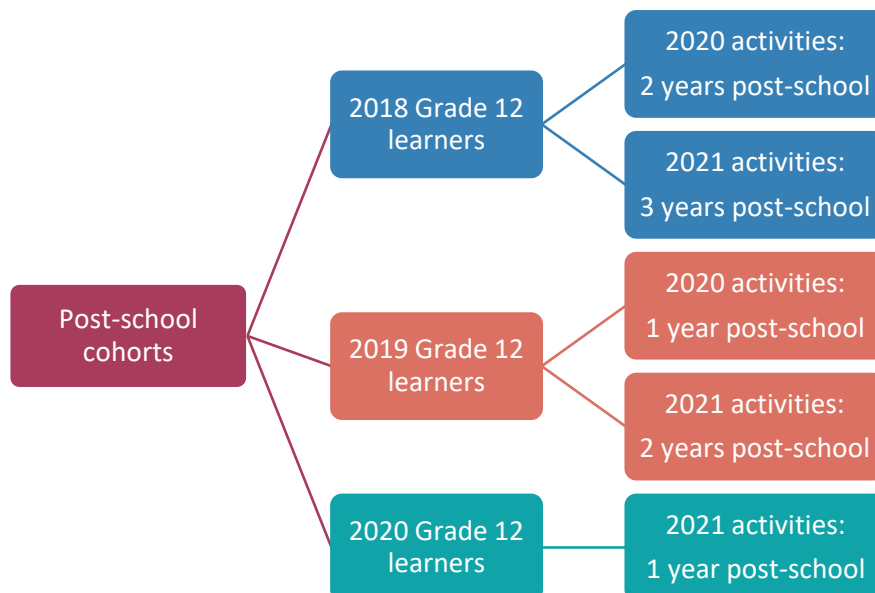 Post-school
cohorts
2018 Grade 12
learners
2020 activities:
2 years post-school
2021 activities:
3 years post-school
2019 Grade 12
learners
2020 activities:
1 year post-school
2021 activities:
2 years post-school
2020 Grade 12
learners
2021 activities:
1 year post-school